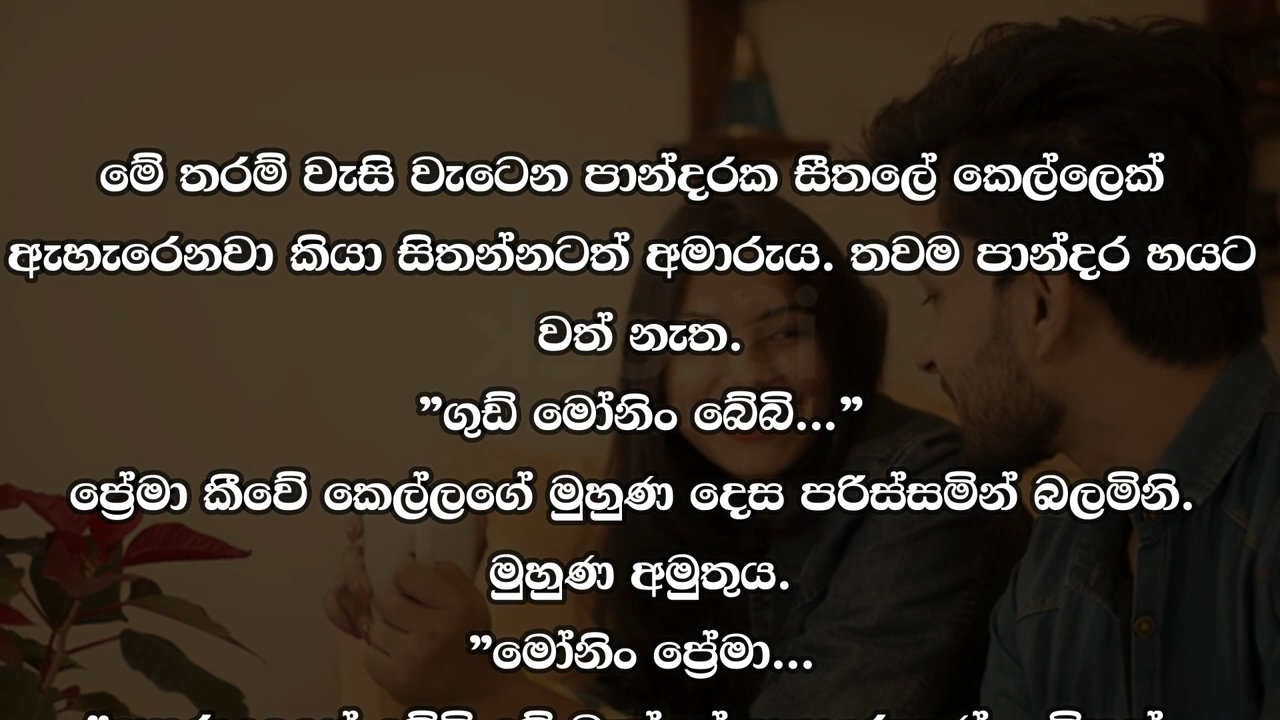 මේ තරම් වැසි වැටෙන පාන්දරක සීතලේ කෙල්ලෙක්
ඇහැරෙනවා කියා සිතන්නටත් අමාරුය. තවම පාන්දර හයට
වත් නැත.
”ගුඩ් මෝනිං බේබි...”
ප්‍රේමා කීවේ කෙල්ලගේ මුහුණ දෙස පරිස්සමින් බලමිනි.
මුහුණ අමුතුය.
”මෝනිං ප්‍රේමා...